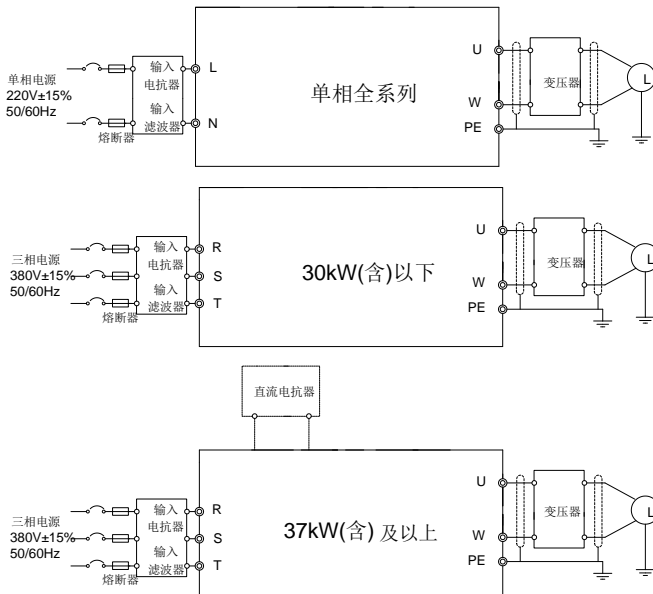 单相电源
220V±15%
50/60Hz
熔断器
输入
电抗器
输入
滤波器
L
N
单相全系列
U
W
PE
变压器
L
三相电源
380V±15%
50/60Hz
熔断器
输入
电抗器
输入
滤波器
R
S
T
30kW(含)以下
U
W
PE
变压器
L
直流电抗器
三相电源
380V±15%
50/60Hz
熔断器
输入
电抗器
输入
滤波器
R
S
T
37kW(含) 及以上
U
W
PE
变压器
L